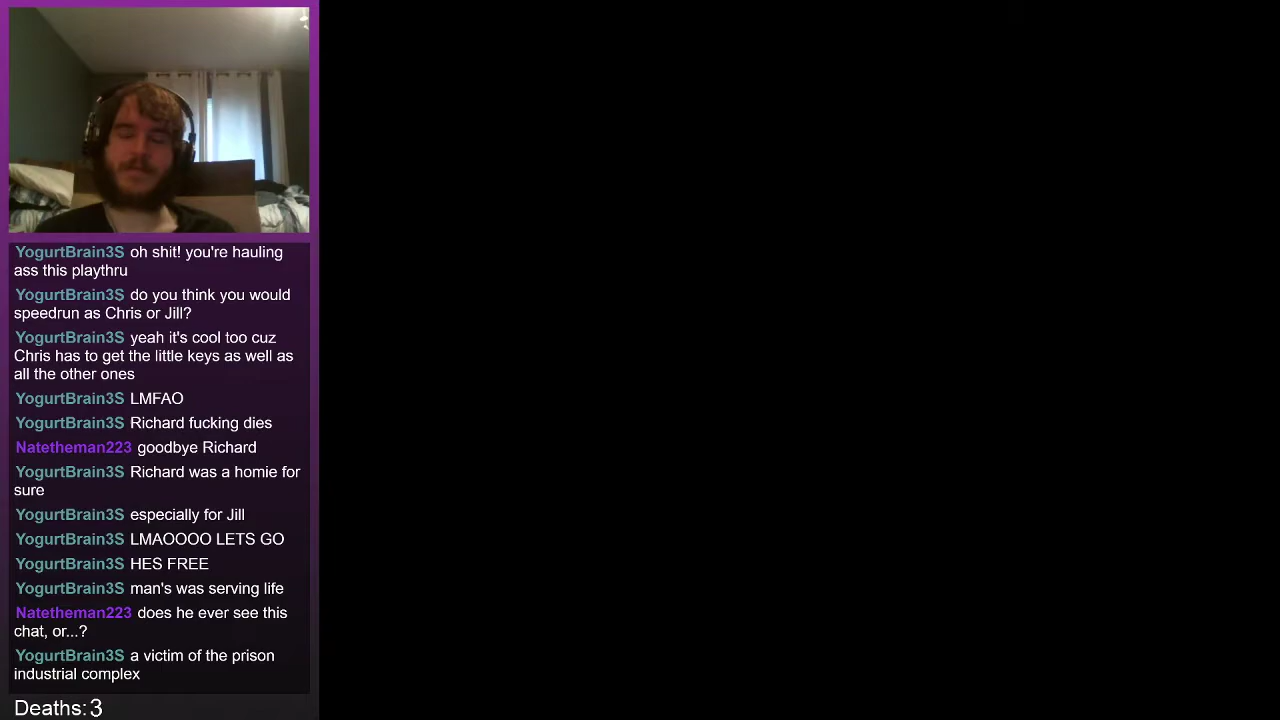 YogurtBrain3S oh shit! you're hauling
ass this playthru
YogurtBrain3S do you think you would
speedrun as Chris or Jill?
YogurtBrain3S yeah it's cool too cuz
Chris has to get the little keys as well as
all the other ones
YogurtBrain3S LMFAO
YogurtBrain3S Richard fucking dies
Natetheman223 goodbye Richard
YogurtBrain3S Richard was a homie for
sure
YogurtBrain3S especially for Jill
YogurtBrain3S LMAOOOO LETS GO
YogurtBrain3S HES FREE
YogurtBrain3S man's was serving life
Natetheman223 does he ever see this
chat, or...?
YogurtBrain3S a victim of the prison
industrial complex
Deaths: 3